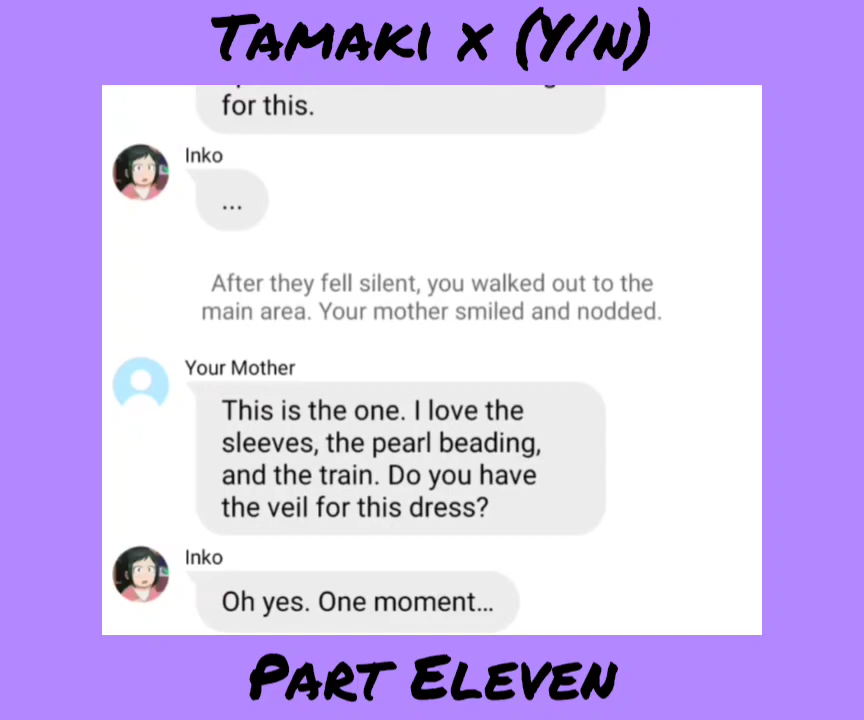 Tamaki x (Y/n)
for this.
Inko
...
After they fell silent, you walked out to the
main area. Your mother smiled and nodded.
Your Mother
This is the one. I love the
sleeves, the pearl beading,
and the train. Do you have
the veil for this dress?
Inko
Oh yes. One moment...
Part Eleven